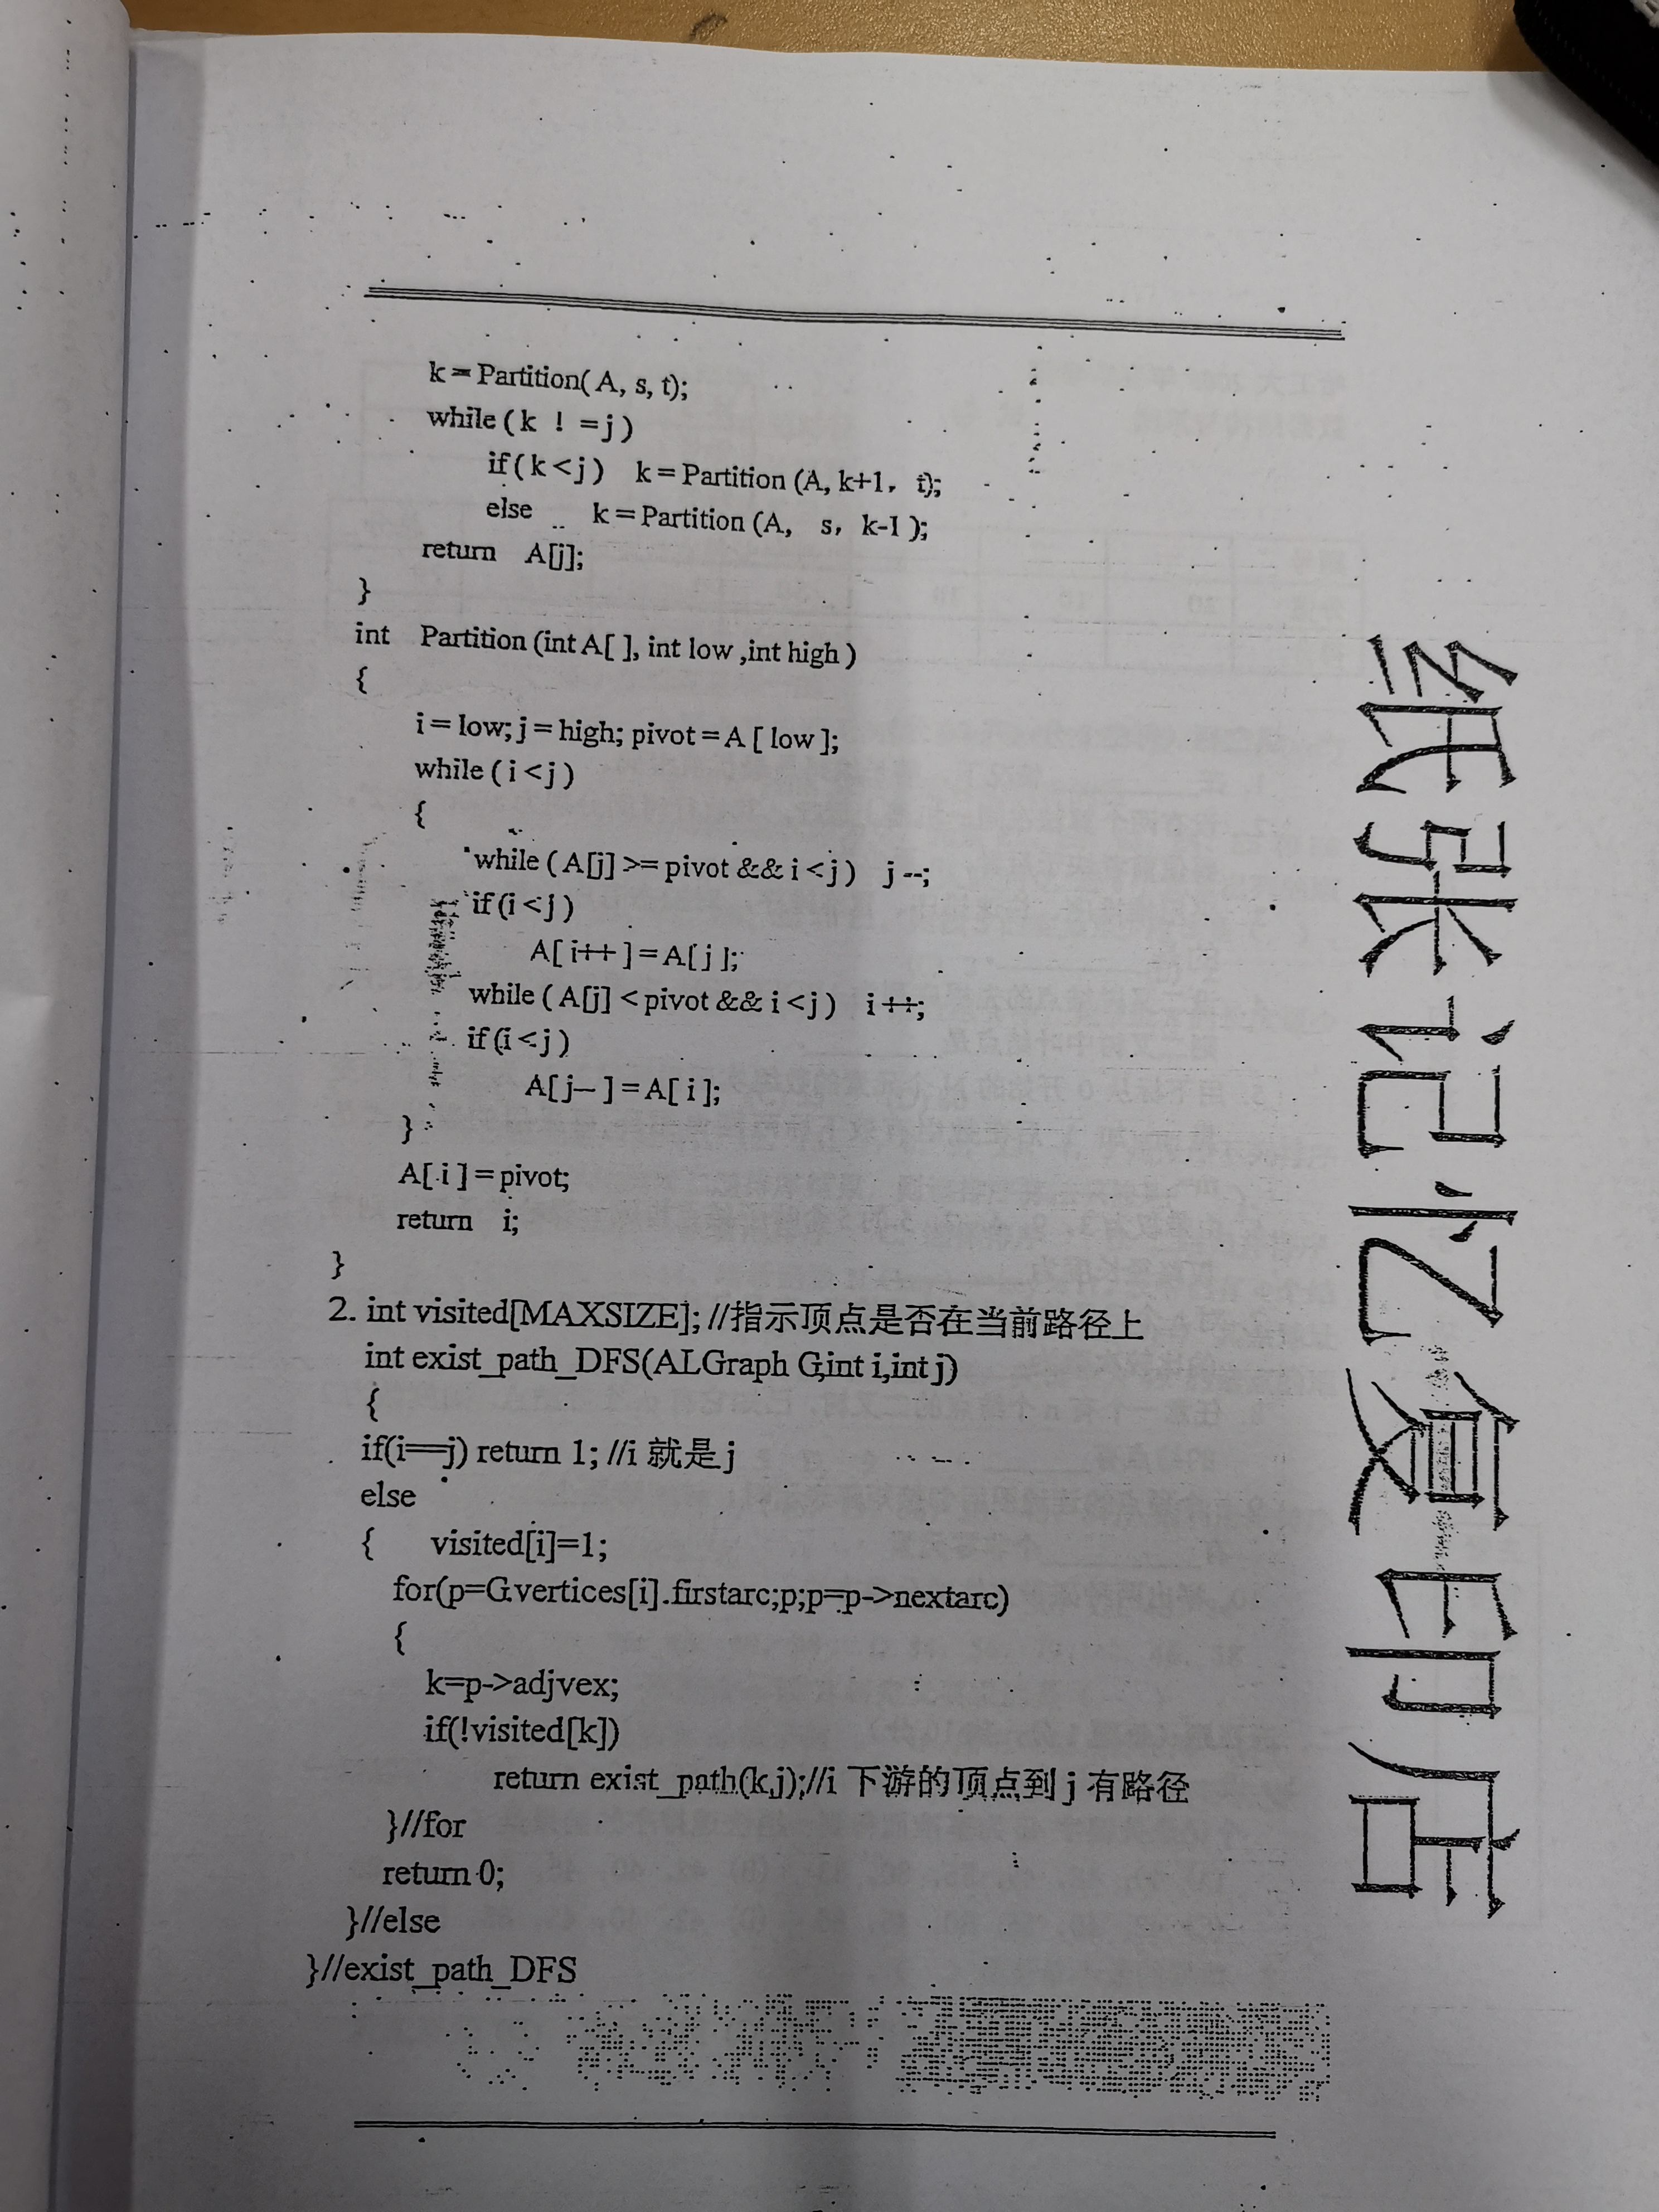 k = Partition( A, s, t);
while ( k ! = j )
if ( k < j ) k = Partition (A, k+1, t);
else k = Partition (A, s, k-1 );
return A[j];
}
int Partition (int A[ ], int low ,int high )
{
i = low; j = high; pivot = A [ low ];
while ( i < j )
{
while ( A[j] >= pivot && i < j ) j --;
if (i < j )
A[ i++ ] = A[ j ];
while ( A[j] < pivot && i < j ) i ++;
if (i < j )
A[ j-- ] = A[ i ];
}
A[ i ] = pivot;
return i;
}
2. int visited[MAXSIZE]; //指示顶点是否在当前路径上
int exist_path_DFS(ALGraph G,int i,int j)
{
if(i==j) return 1; //i 就是 j
else
{ visited[i]=1;
for(p=G.vertices[i].firstarc;p;p=p->nextarc)
{
k=p->adjvex;
if(!visited[k])
return exist_path(k,j);//i 下游的顶点到 j 有路径
}//for
return 0;
}//else
}//exist_path_DFS
纸张记忆复印店